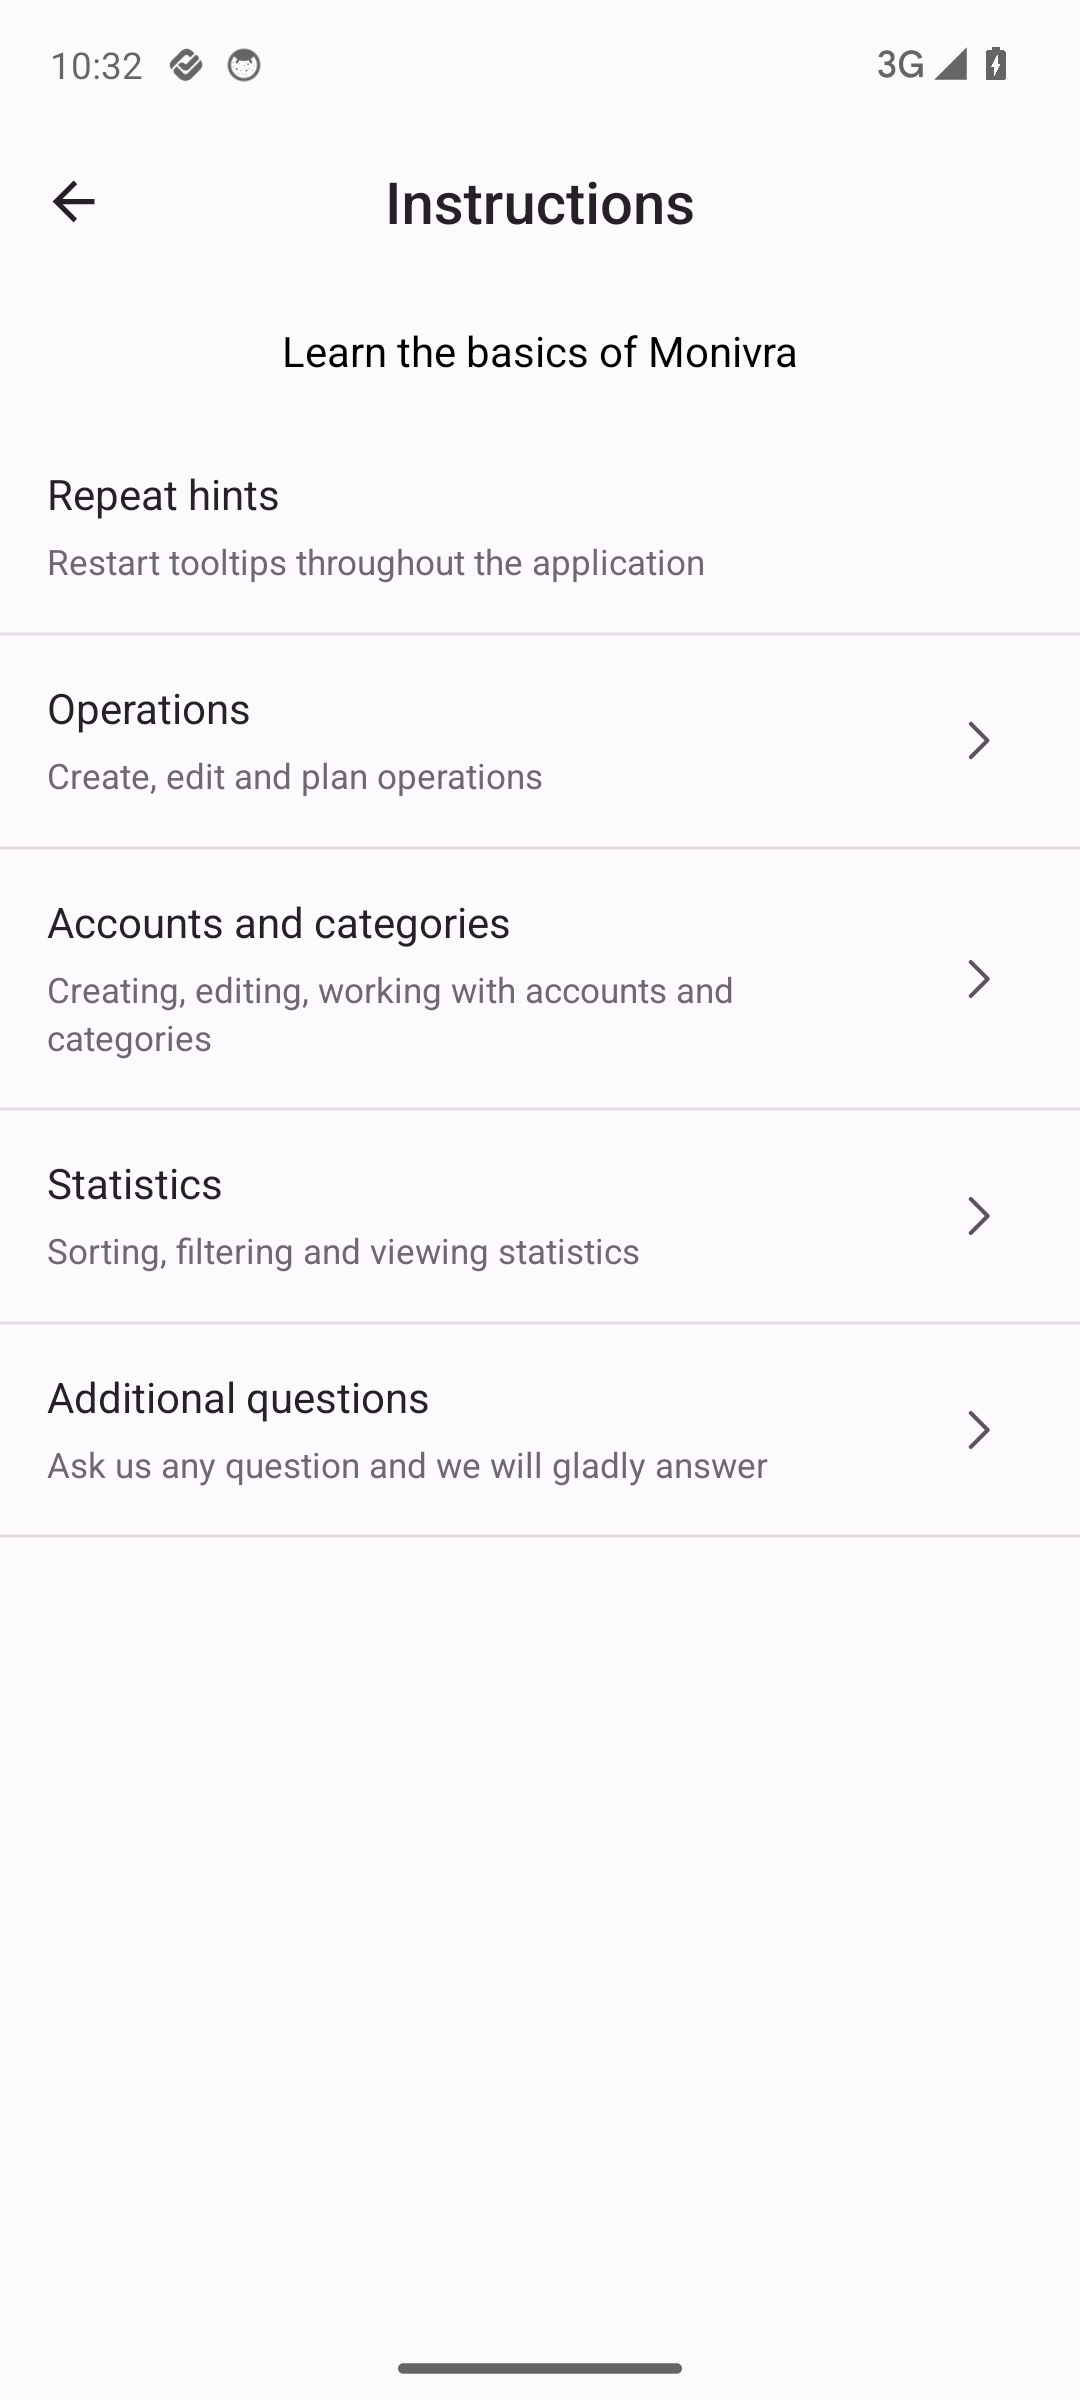 10:32
3G
Instructions
Learn the basics of Monivra
Repeat hints
Restart tooltips throughout the application
Operations
Create, edit and plan operations
Accounts and categories
Creating, editing, working with accounts and
categories
Statistics
Sorting, filtering and viewing statistics
Additional questions
Ask us any question and we will gladly answer